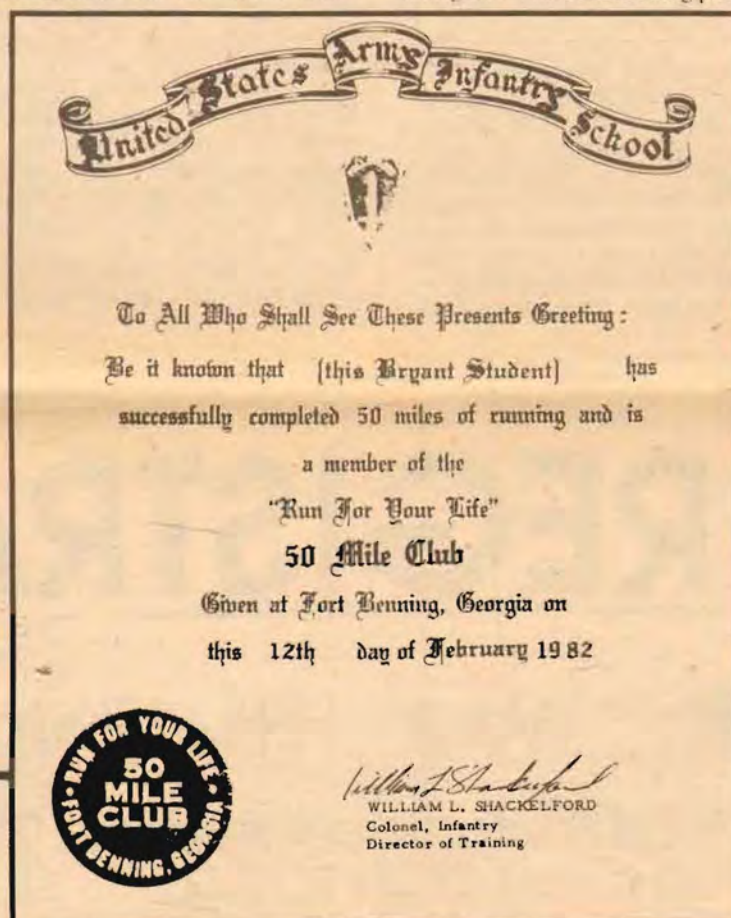 United States Army Infantry School
To All Who Shall See These Presents Greeting :
Be it known that (this Bryant Student) has
successfully completed 50 miles of running and is
a member of the
"Run For Your Life"
50 Mile Club
Given at Fort Benning, Georgia on
this 12th day of February 1982
RUN FOR YOUR LIFE
50
MILE
CLUB
FORT BENNING, GEORGIA
William L Shackelford
WILLIAM L. SHACKELFORD
Colonel, Infantry
Director of Training